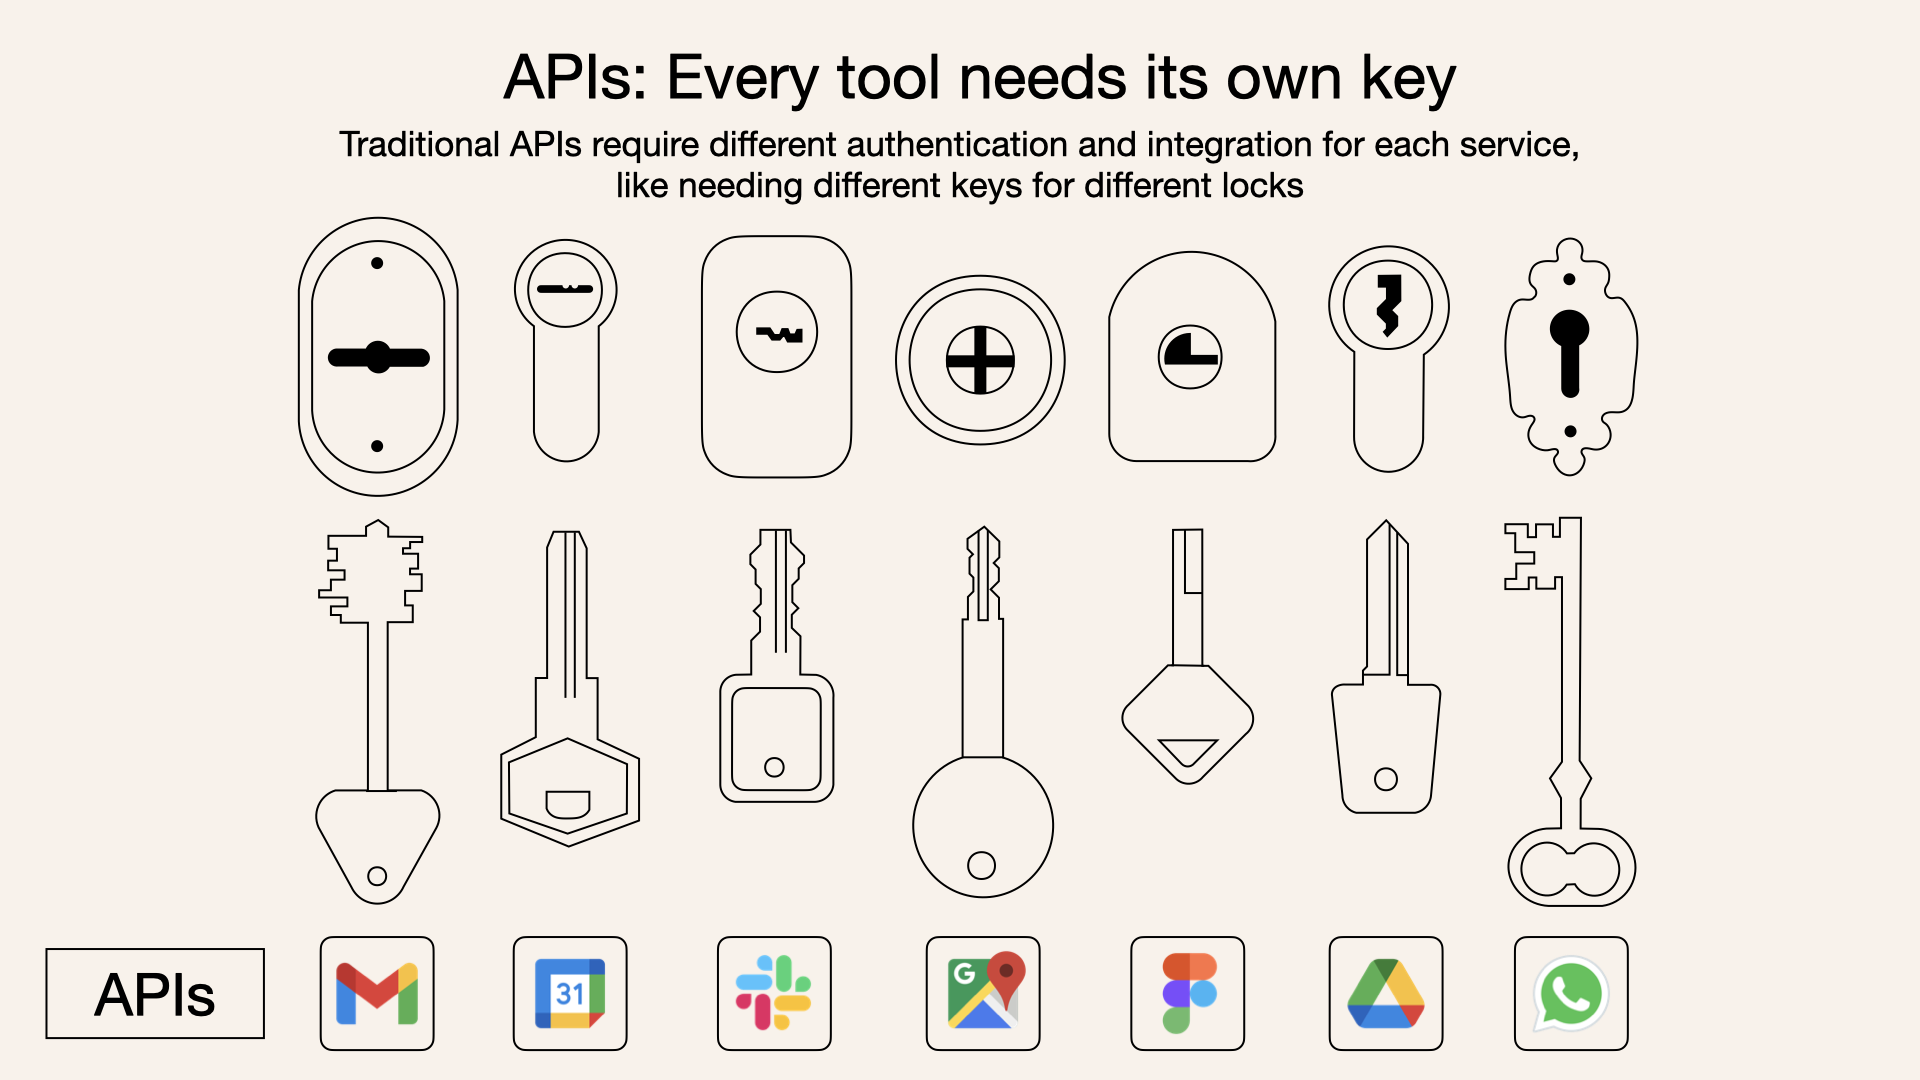 APIs: Every tool needs its own key
Traditional APIs require different authentication and integration for each service,
like needing different keys for different locks
APIs
31
G